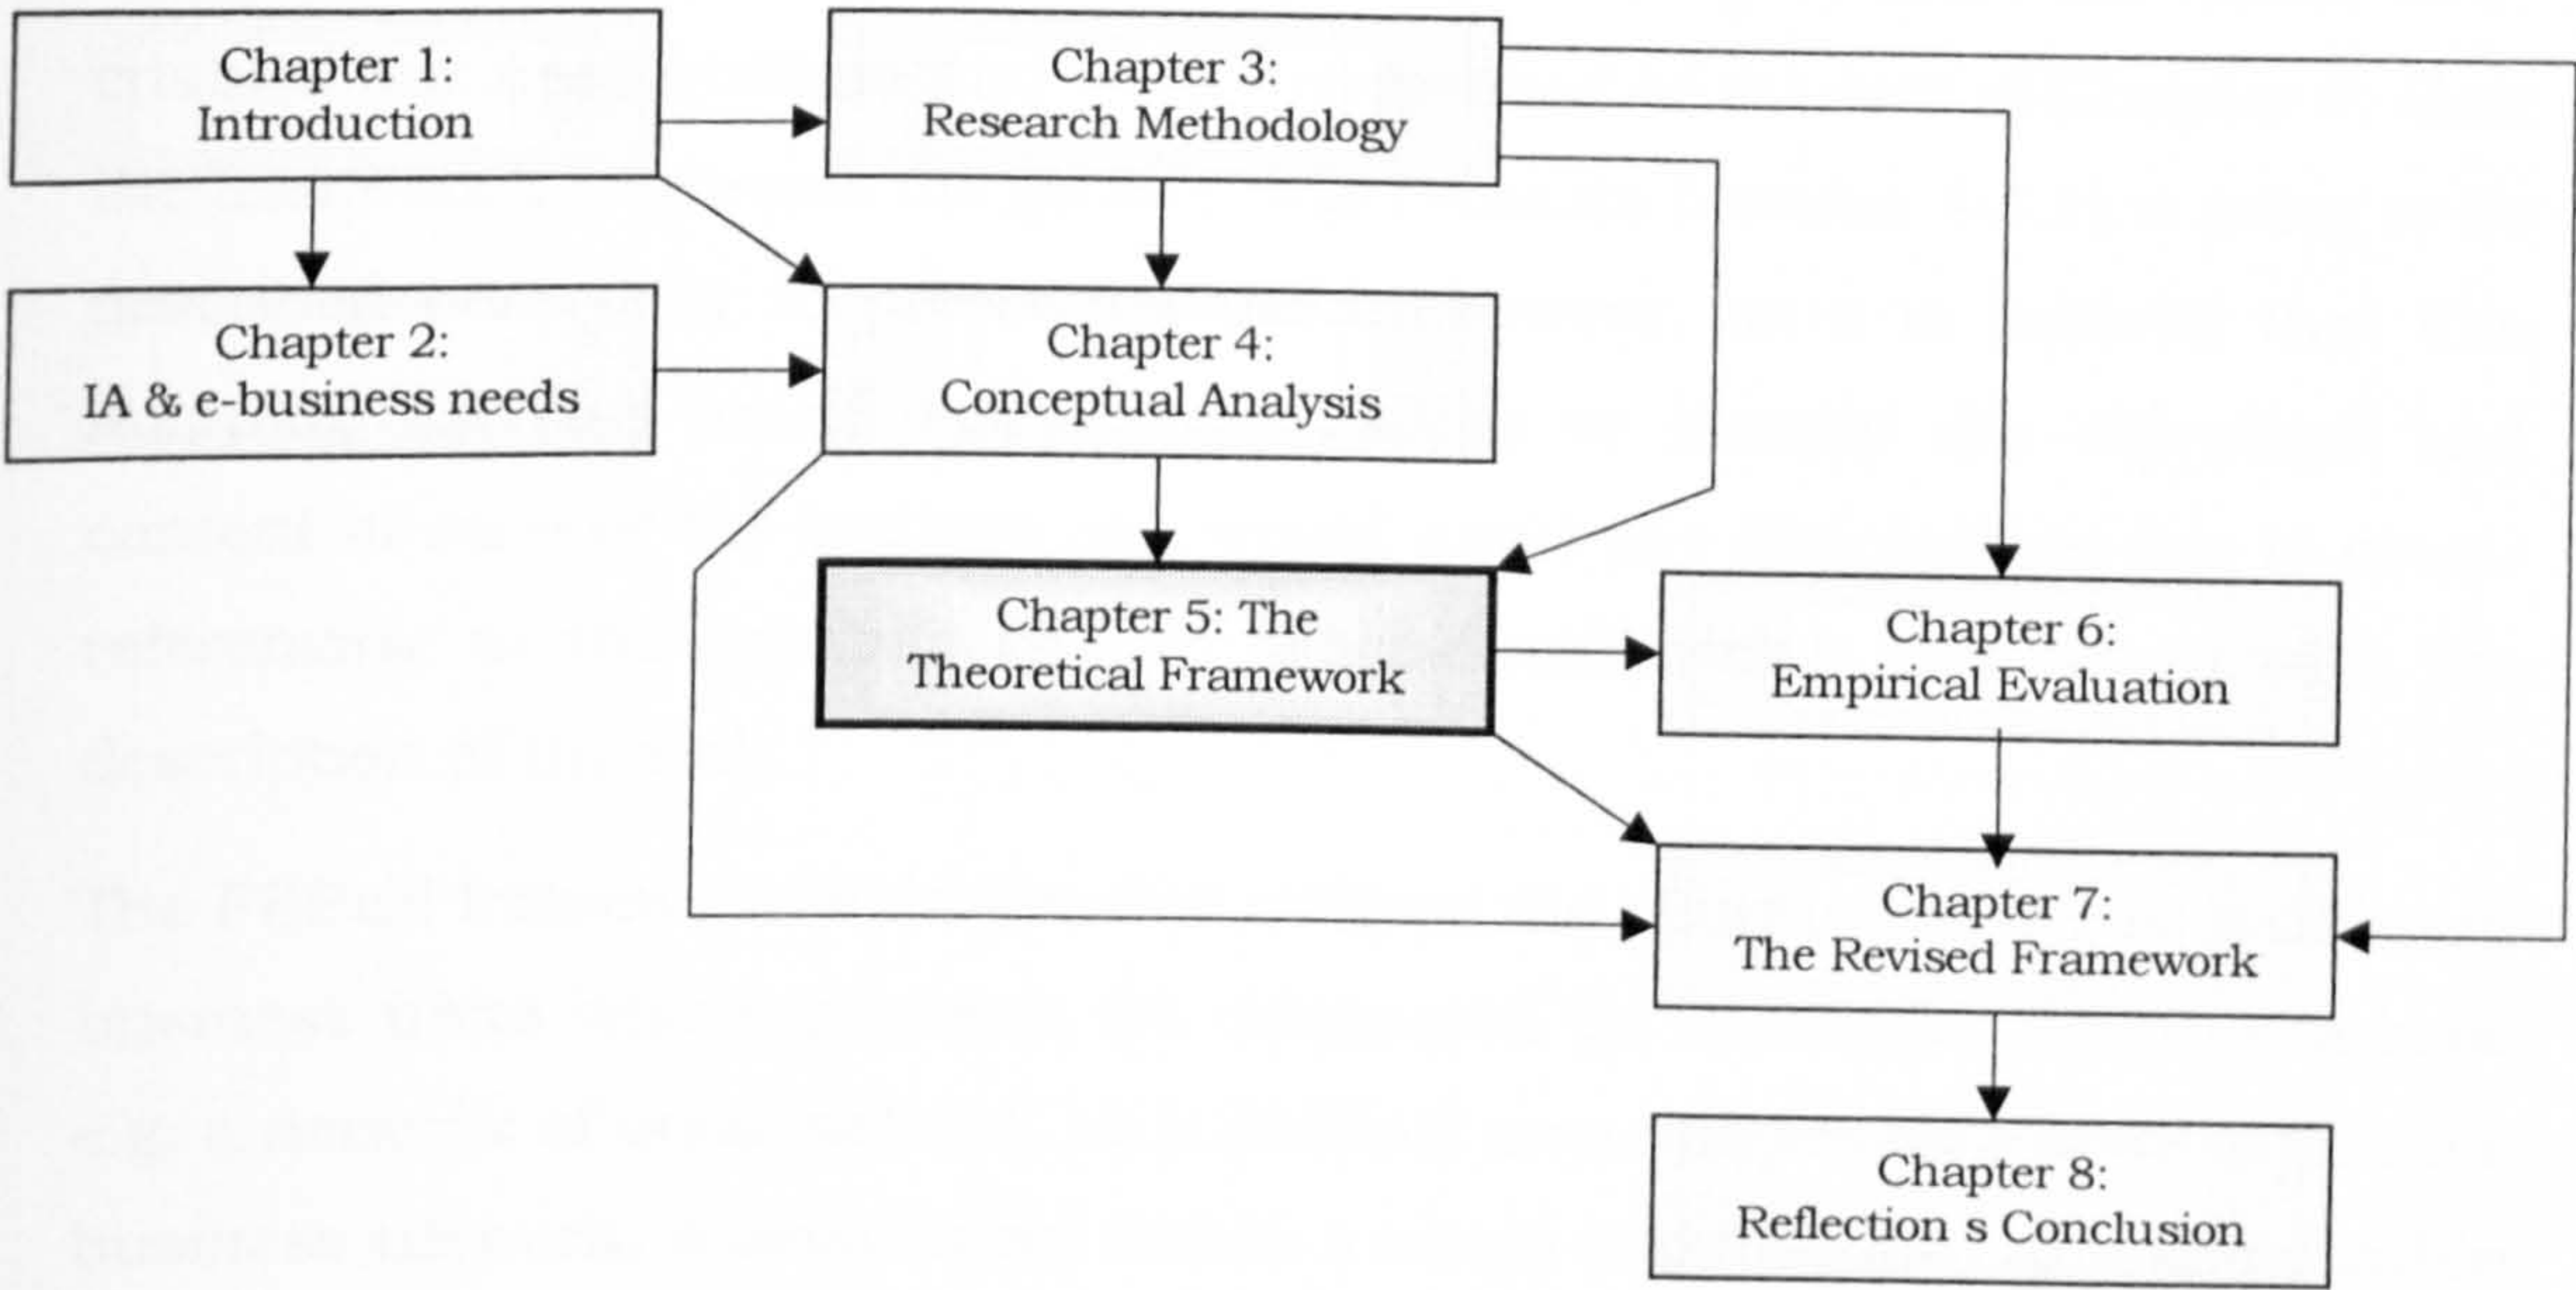 Chapter 1:
Introduction
Chapter 3:
Research Methodology
Chapter 2:
IA & e-business needs
Chapter 4:
Conceptual Analysis
Chapter 5: The
Theoretical Framework
Chapter 6:
Empirical Evaluation
Chapter 7:
The Revised Framework
Chapter 8:
Reflection s Conclusion